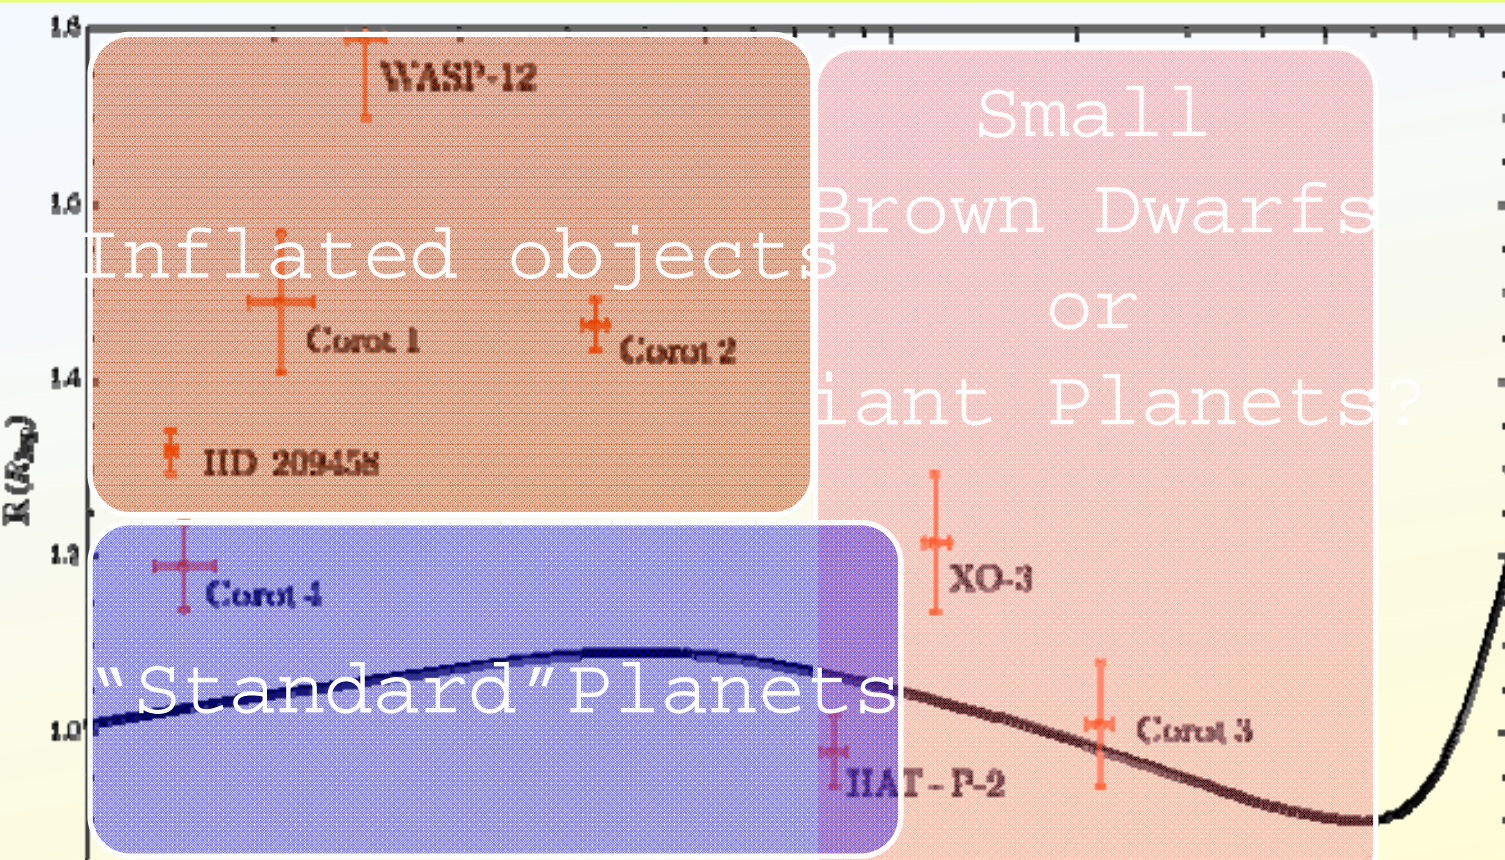 1.8
WASP-12
Small
Brown Dwarfs
or
iant Planets?
1.6
Inflated objects
Corot 1
Corot 2
1.4
HD 209458
R (RJup)
1.2
Corot 4
XO-3
"Standard" Planets
1.0
Corot 3
HAT-P-2